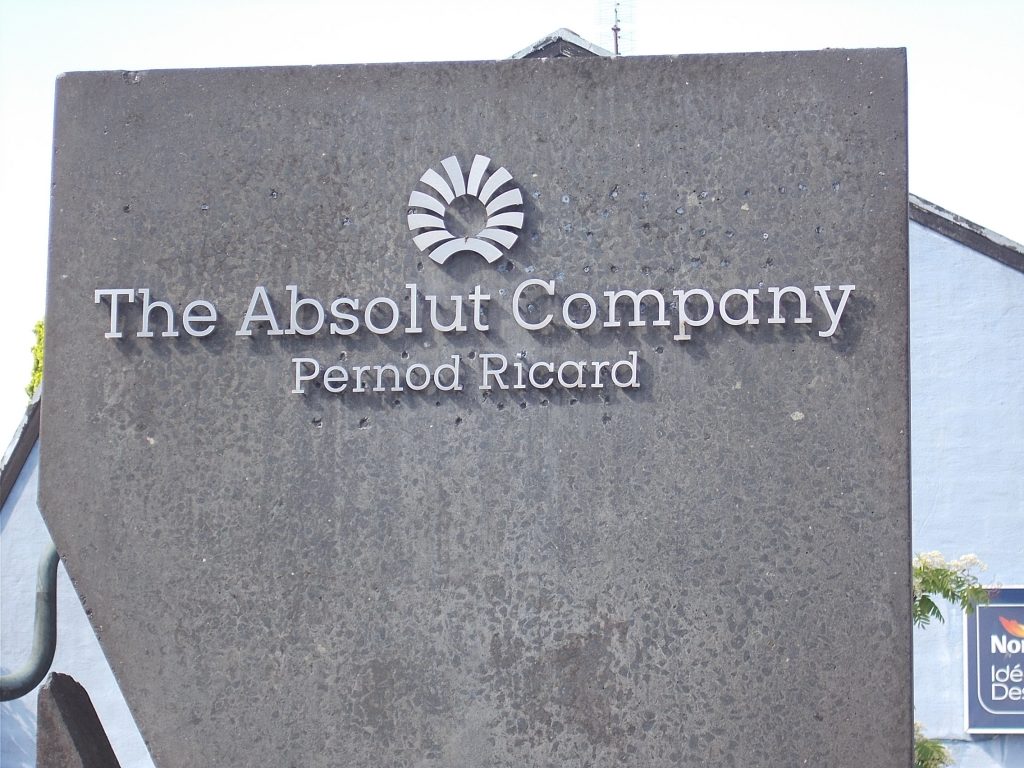 The Absolut Company
Pernod Ricard